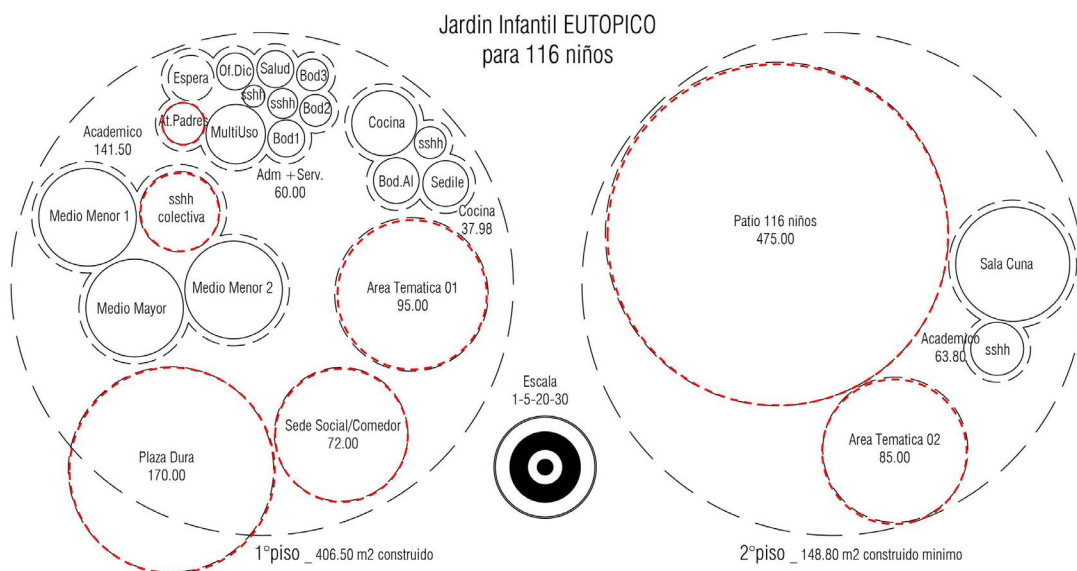 Jardin Infantil EUTOPICO
para 116 niños
Espera
Of.Dic
Salud
Bod3
sshh
sshh
Bod2
At.Padres
MultiUso
Bod1
Adm +Serv.
60.00
Cocina
sshh
Bod.Al
Sedile
Cocina
37.98
Academico
141.50
Medio Menor 1
sshh
colectiva
Medio Mayor
Medio Menor 2
Area Tematica 01
95.00
Plaza Dura
170.00
Sede Social/Comedor
72.00
1°piso _ 406.50 m2 construido
Escala
1-5-20-30
Patio 116 niños
475.00
Sala Cuna
Academico
63.80
sshh
Area Tematica 02
85.00
2°piso _ 148.80 m2 construido minimo